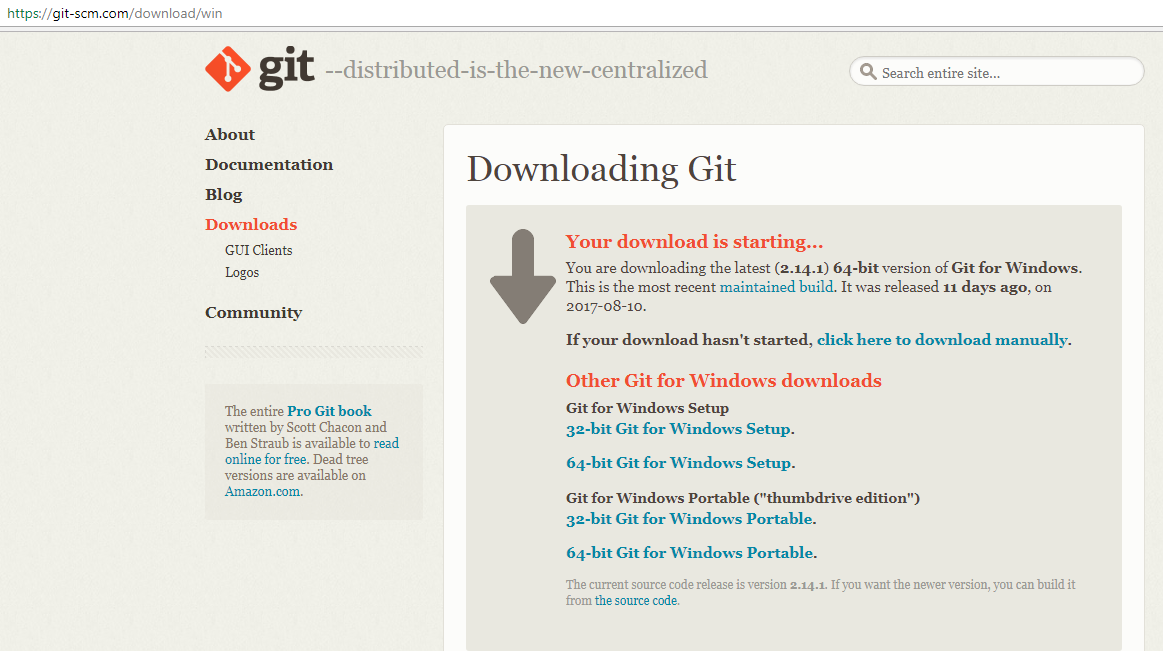 https://git-scm.com/download/win
git --distributed-is-the-new-centralized
Search entire site...
About
Documentation
Blog
Downloads
GUI Clients
Logos
Community
The entire Pro Git book
written by Scott Chacon and
Ben Straub is available to read
online for free. Dead tree
versions are available on
Amazon.com.
Downloading Git
Your download is starting...
You are downloading the latest (2.14.1) 64-bit version of Git for Windows.
This is the most recent maintained build. It was released 11 days ago, on
2017-08-10.
If your download hasn't started, click here to download manually.
Other Git for Windows downloads
Git for Windows Setup
32-bit Git for Windows Setup.
64-bit Git for Windows Setup.
Git for Windows Portable ("thumbdrive edition")
32-bit Git for Windows Portable.
64-bit Git for Windows Portable.
The current source code release is version 2.14.1. If you want the newer version, you can build it
from the source code.